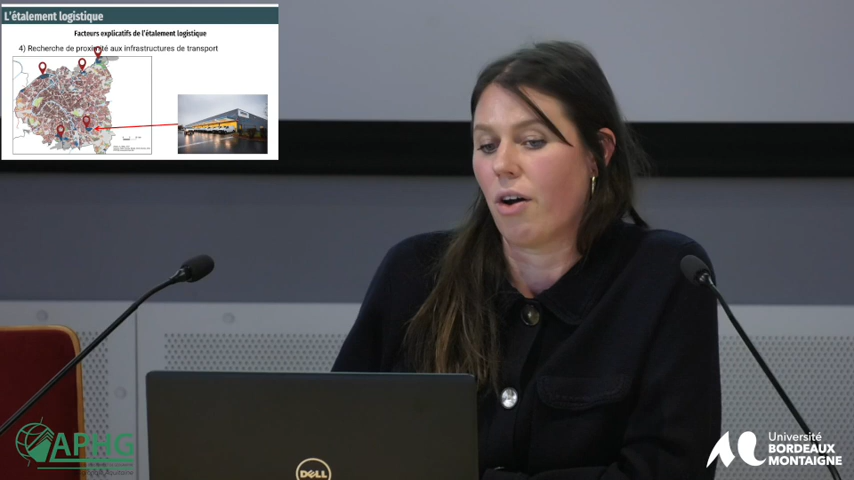 L'étalement logistique
Facteurs explicatifs de l'étalement logistique
4) Recherche de proximité aux infrastructures de transport
DELL
APHG
Université
BORDEAUX
MONTAIGNE